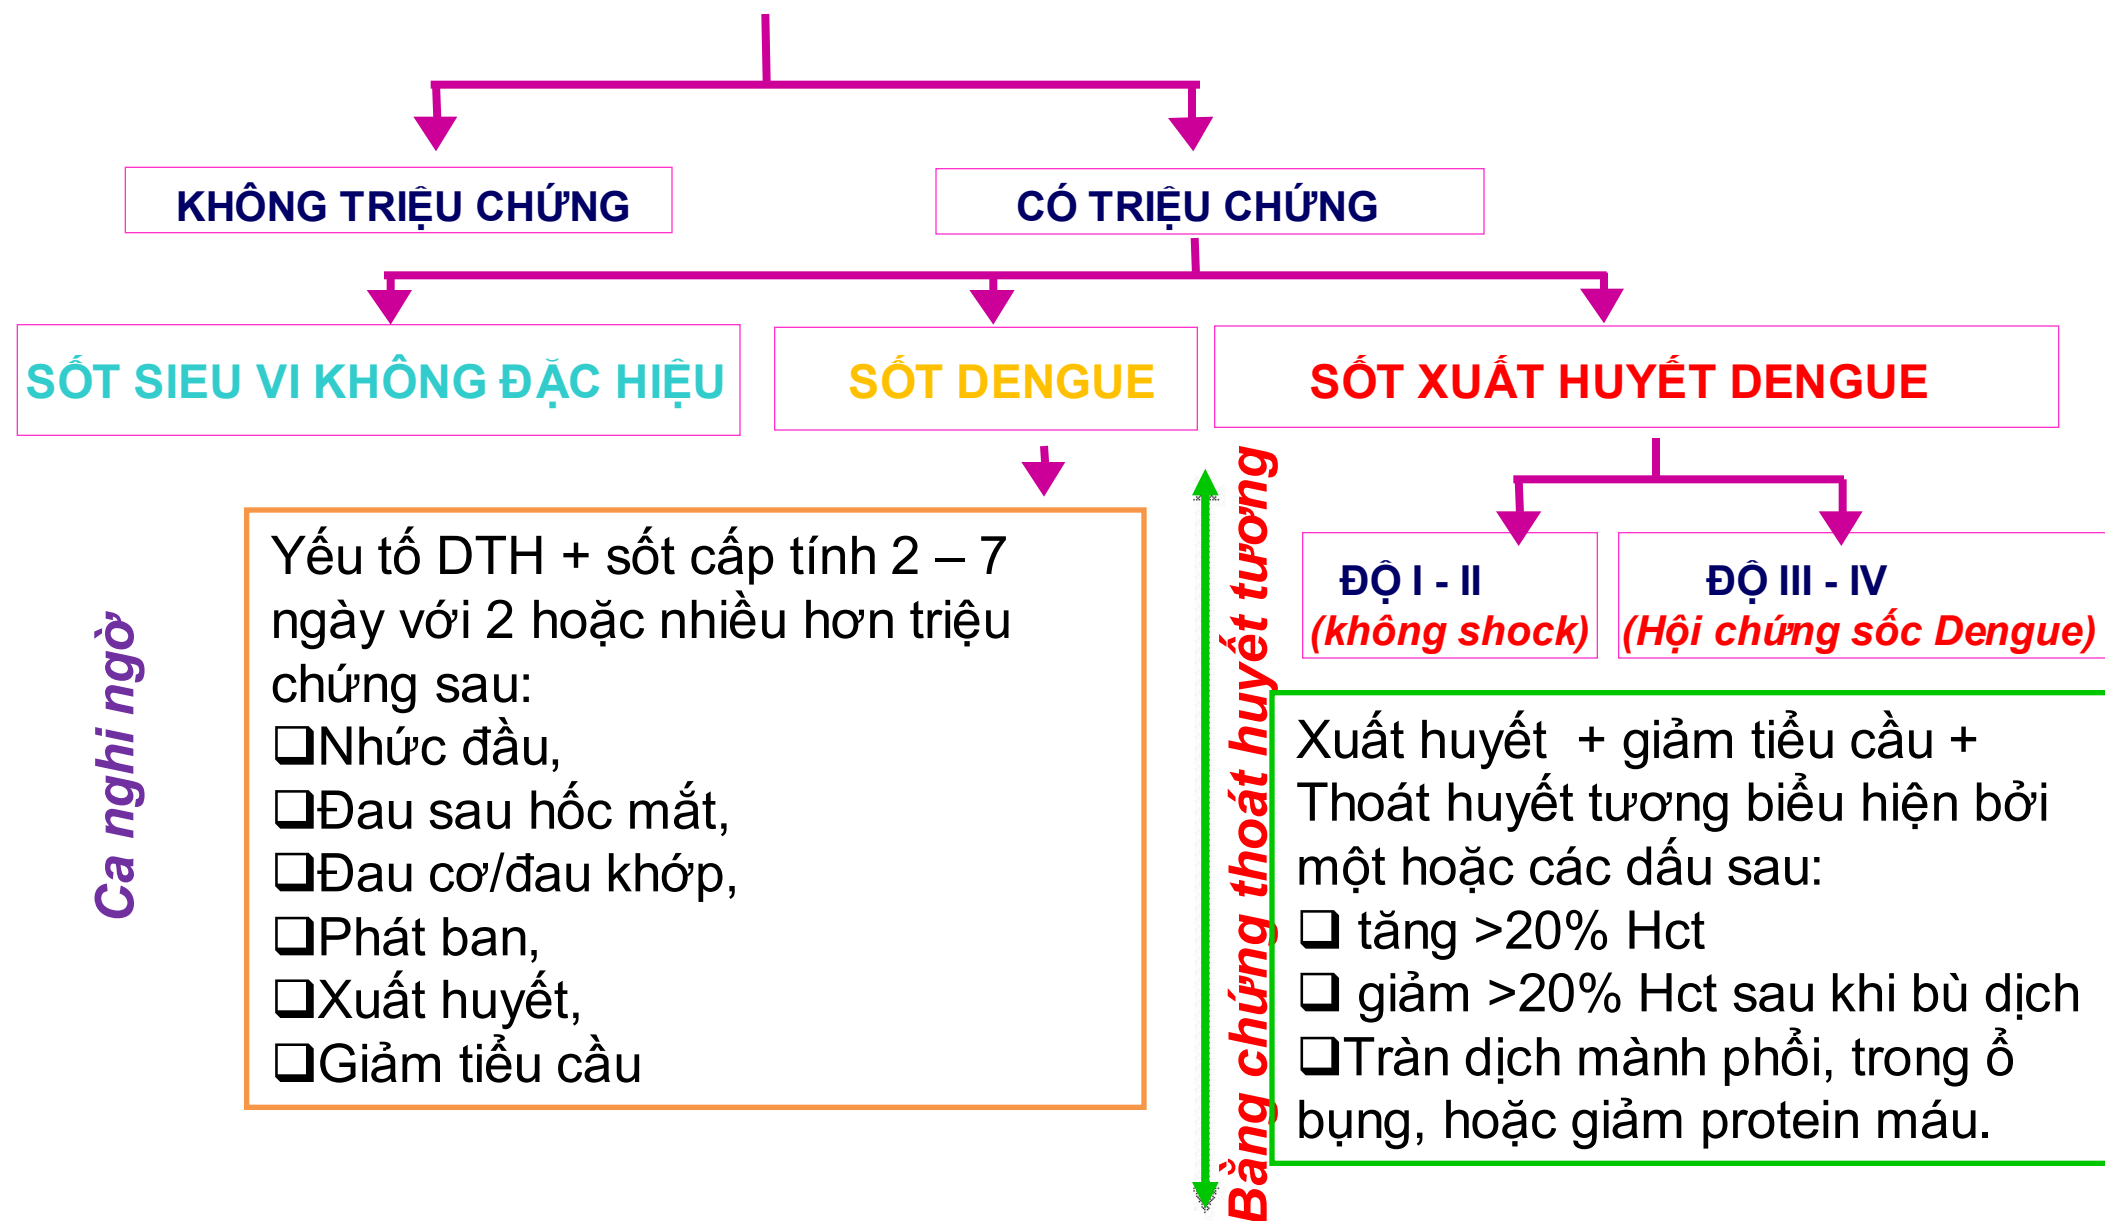 KHÔNG TRIỆU CHỨNG
CÓ TRIỆU CHỨNG
SỐT SIEU VI KHÔNG ĐẶC HIỆU
SỐT DENGUE
SỐT XUẤT HUYẾT DENGUE
Ca nghi ngờ
Yếu tố DTH + sốt cấp tính 2 – 7
ngày với 2 hoặc nhiều hơn triệu
chứng sau:
❑Nhức đầu,
❑Đau sau hốc mắt,
❑Đau cơ/đau khớp,
❑Phát ban,
❑Xuất huyết,
❑Giảm tiểu cầu
Bằng chứng thoát huyết tương
ĐỘ I - II
(không shock)
ĐỘ III - IV
(Hội chứng sốc Dengue)
Xuất huyết + giảm tiểu cầu +
Thoát huyết tương biểu hiện bởi
một hoặc các dấu sau:
❑ tăng >20% Hct
❑ giảm >20% Hct sau khi bù dịch
❑Tràn dịch mành phổi, trong ổ
bụng, hoặc giảm protein máu.